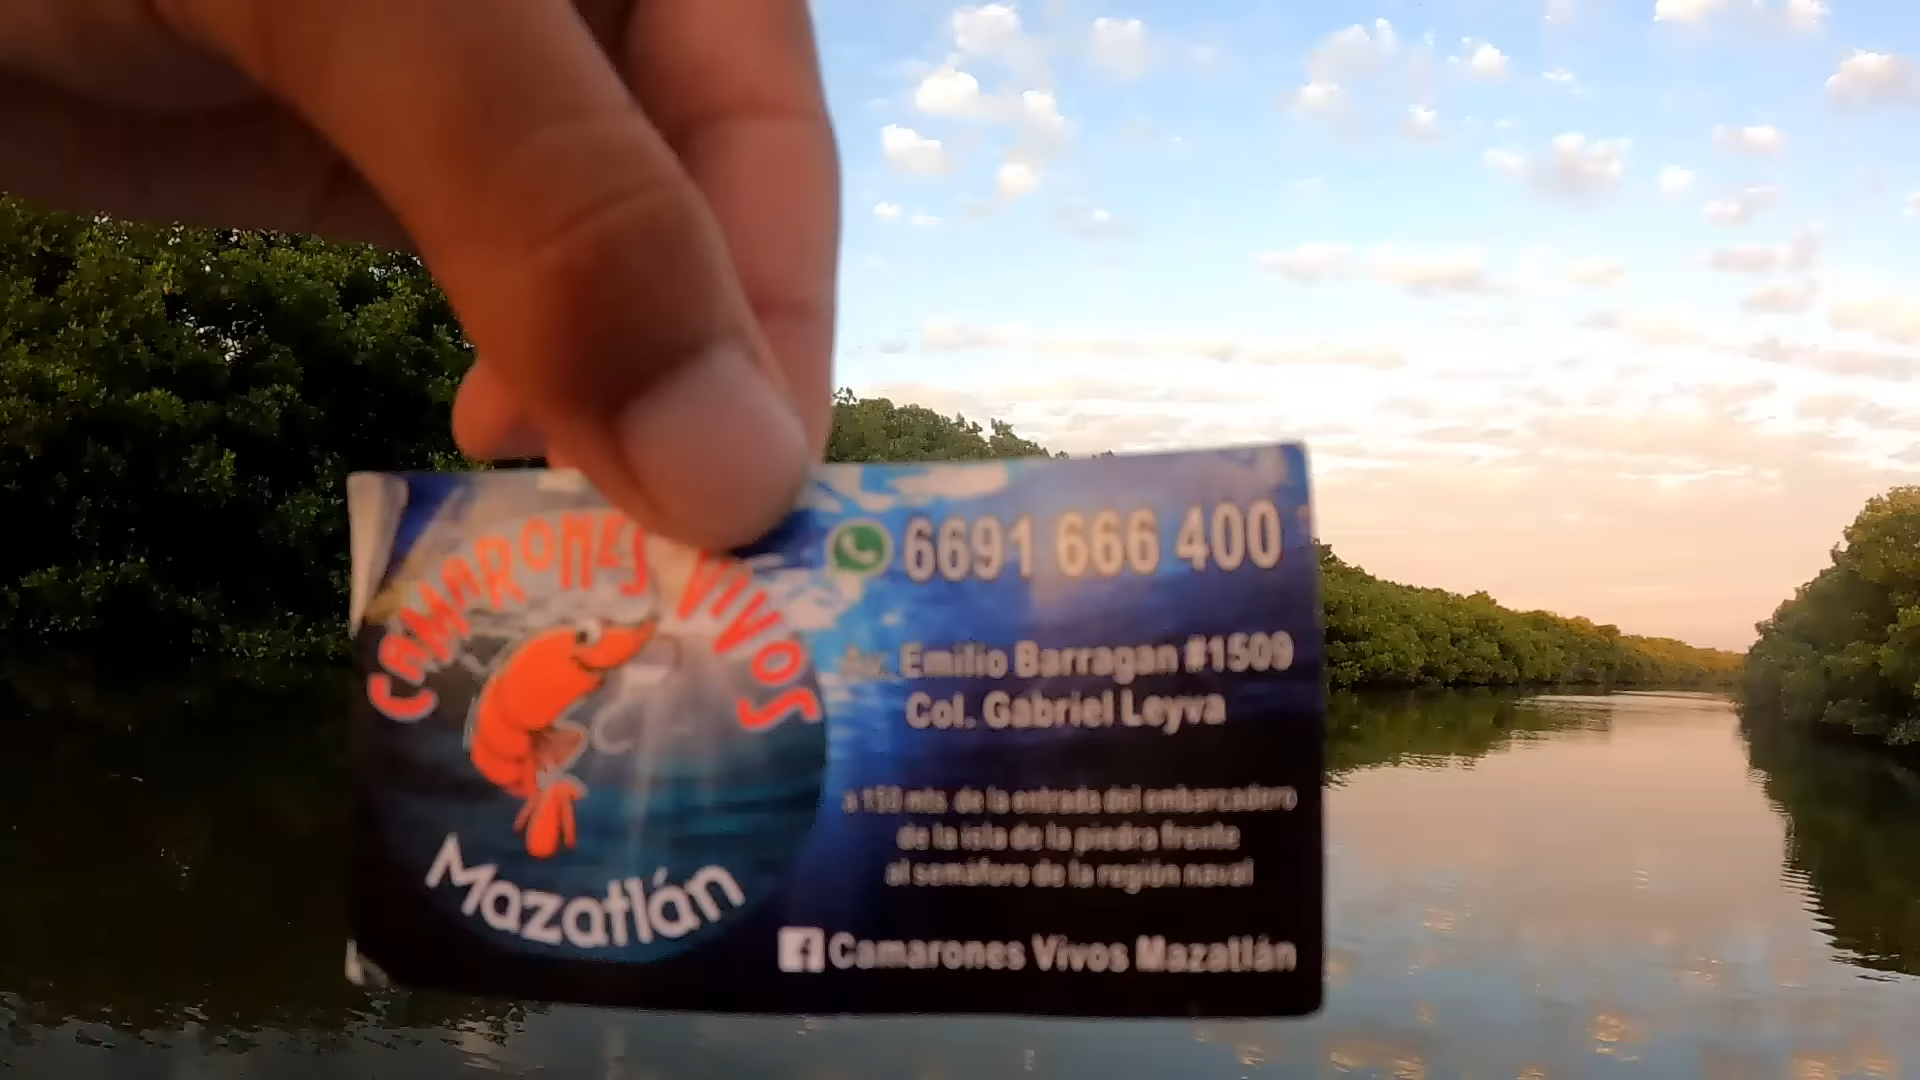 CAMARONES VIVOS
Mazatlán
6691 666 400
Av. Emilio Barragan #1509
Col. Gabriel Leyva
a 150 mts. de la entrada del embarcadero
de la isla de la piedra frente
al semáforo de la región naval
Camarones Vivos Mazatlán